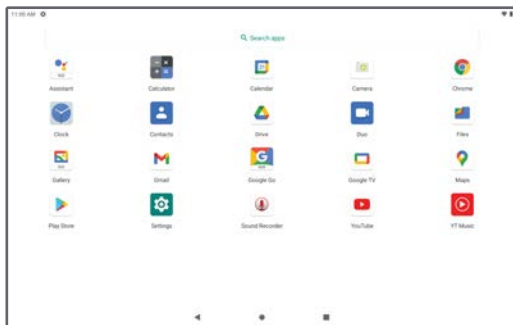 11:00 AM
Search apps
Assistant Calculator Calendar Camera Chrome
Clock Contacts Drive Duo Files
Gallery Gmail Google Go Google TV Maps
Play Store Settings Sound Recorder YouTube YT Music